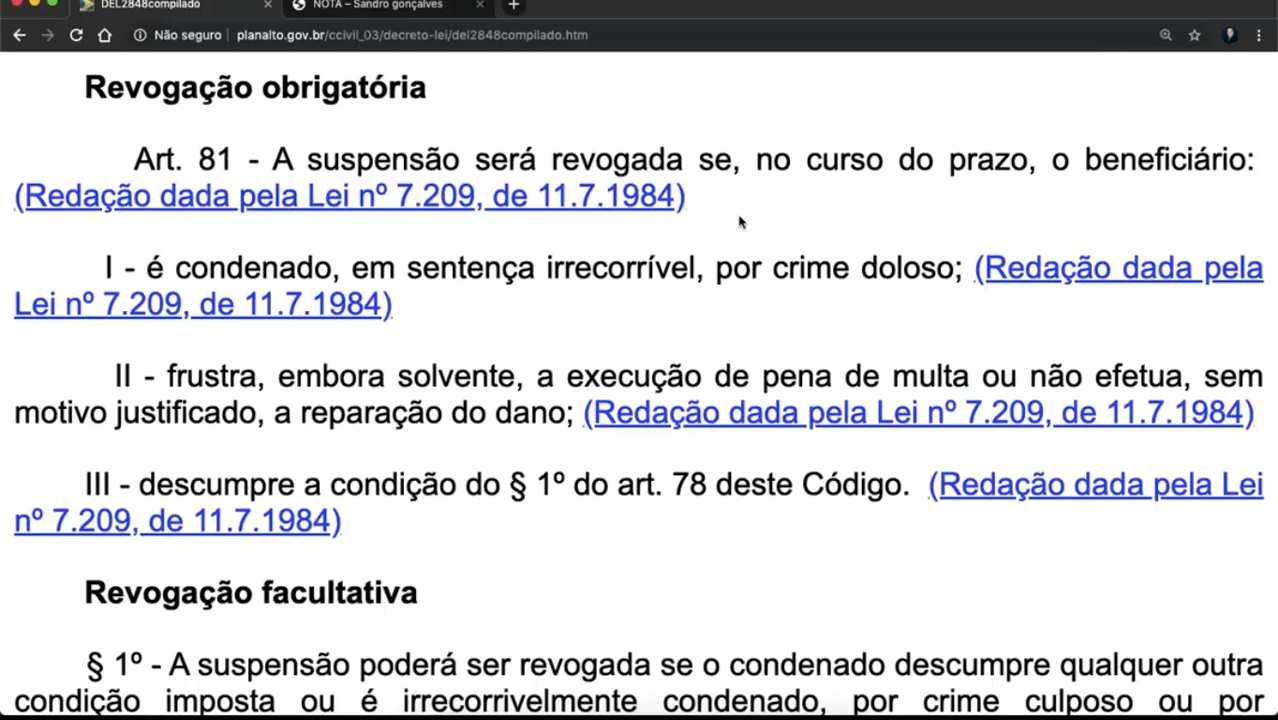 DEL2848compilado
NOTA – Sandro gonçalves
Não seguro
planalto.gov.br/ccivil_03/decreto-lei/del2848compilado.htm
Revogação obrigatória
Art. 81 - A suspensão será revogada se, no curso do prazo, o beneficiário:
(Redação dada pela Lei nº 7.209, de 11.7.1984)
I - é condenado, em sentença irrecorrível, por crime doloso; (Redação dada pela
Lei nº 7.209, de 11.7.1984)
II - frustra, embora solvente, a execução de pena de multa ou não efetua, sem
motivo justificado, a reparação do dano; (Redação dada pela Lei nº 7.209, de 11.7.1984)
III - descumpre a condição do § 1º do art. 78 deste Código. (Redação dada pela Lei
nº 7.209, de 11.7.1984)
Revogação facultativa
§ 1º - A suspensão poderá ser revogada se o condenado descumpre qualquer outra
condição imposta ou é irrecorrivelmente condenado, por crime culposo ou por